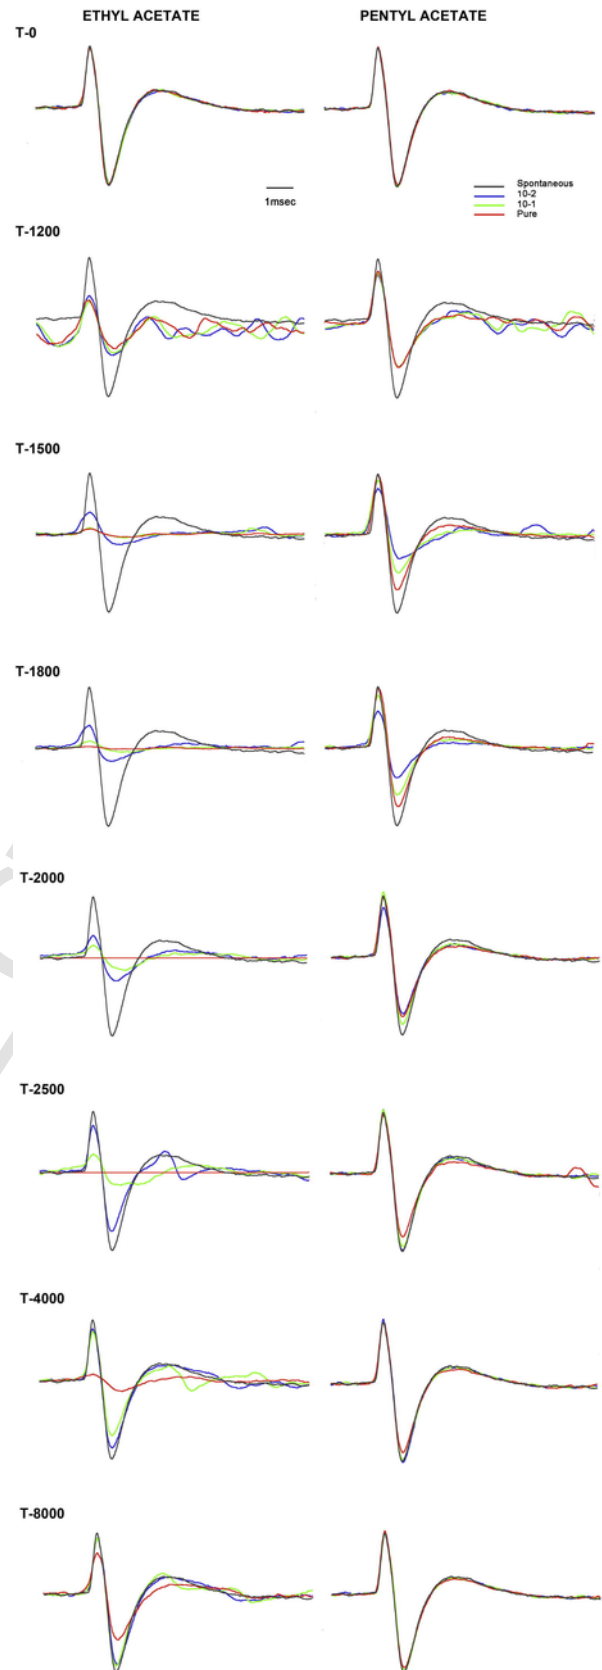 ETHYL ACETATE PENTYL ACETATE
T-0
Spontaneous
10-2
10-1
Pure
1msec
T-1200
T-1500
T-1800
T-2000
T-2500
T-4000
T-8000